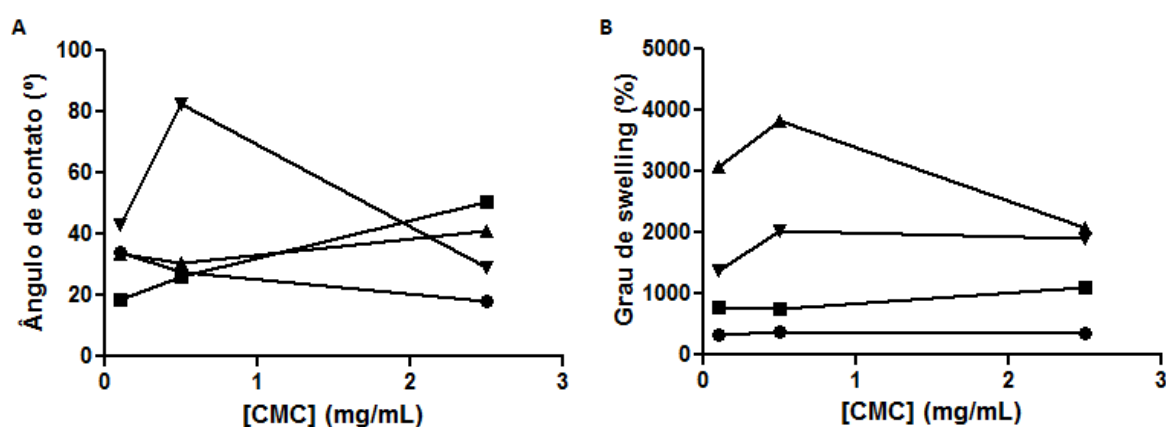 A
Ângulo de contato (º)
100
80
60
40
20
0
0 1 2 3
[CMC] (mg/mL)
B
Grau de swelling (%)
5000
4000
3000
2000
1000
0
0 1 2 3
[CMC] (mg/mL)